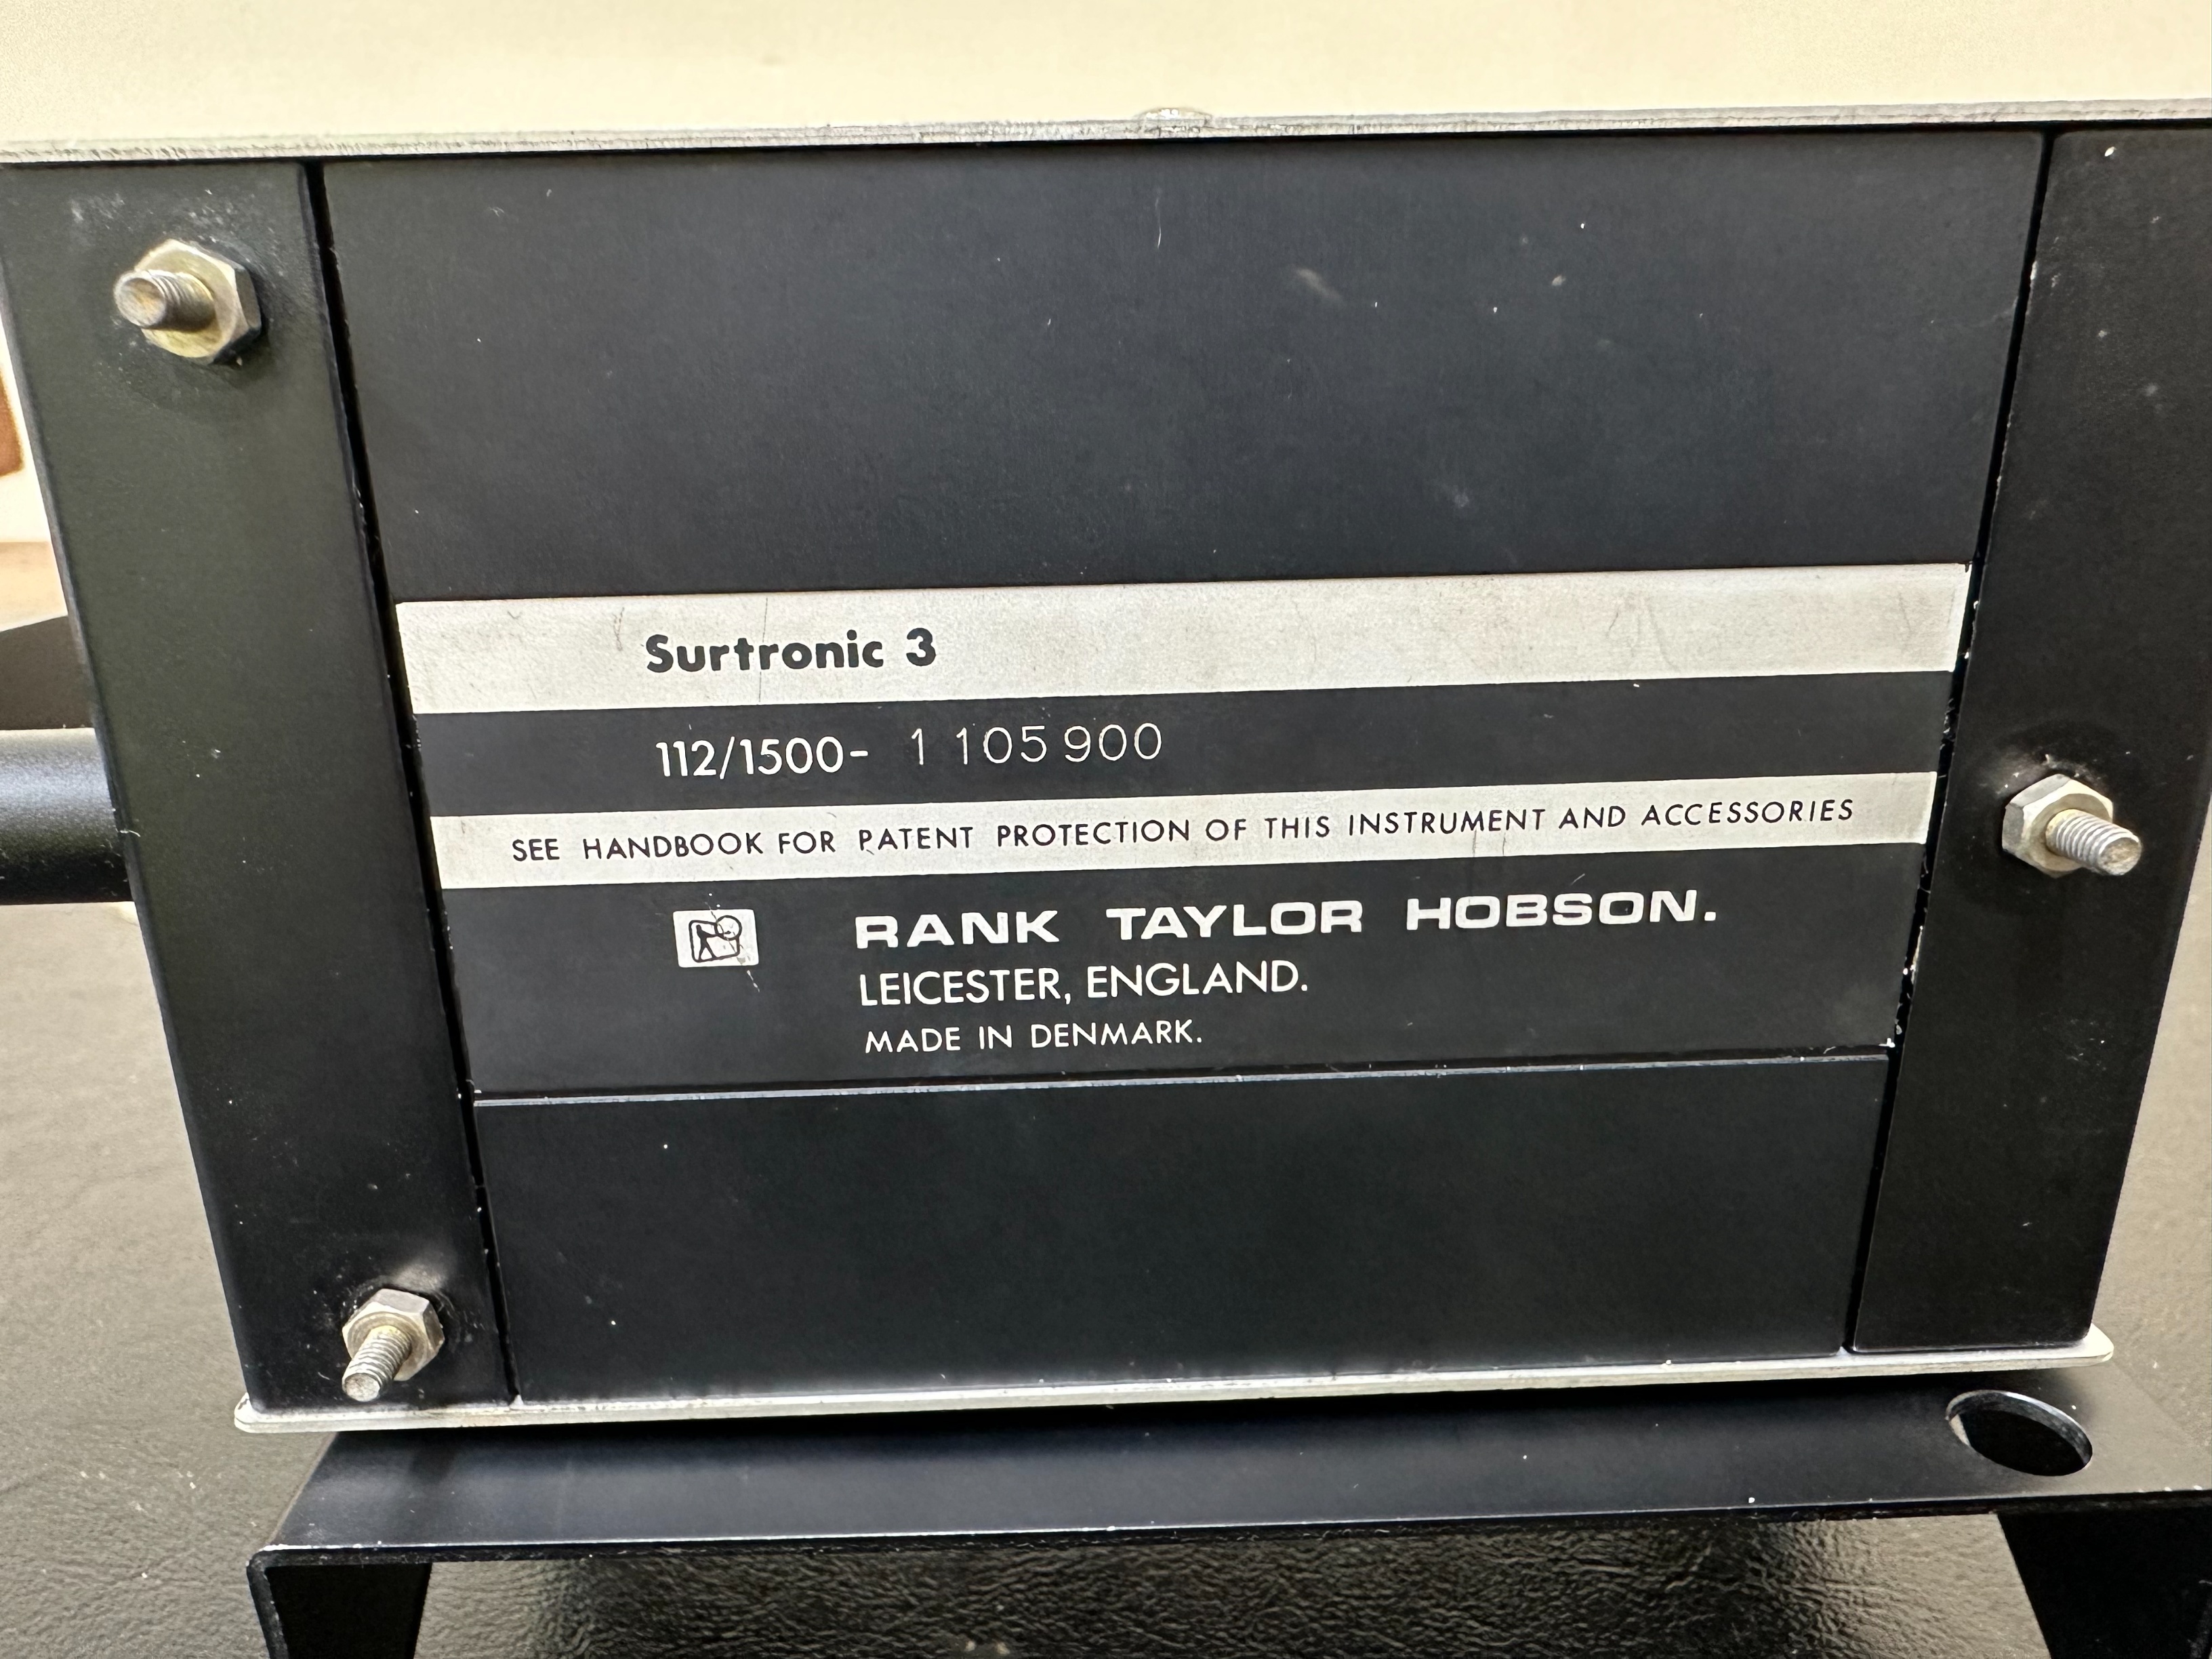 Surtronic 3
112/1500- 1 105 900
SEE HANDBOOK FOR PATENT PROTECTION OF THIS INSTRUMENT AND ACCESSORIES
RANK TAYLOR HOBSON.
LEICESTER, ENGLAND.
MADE IN DENMARK.